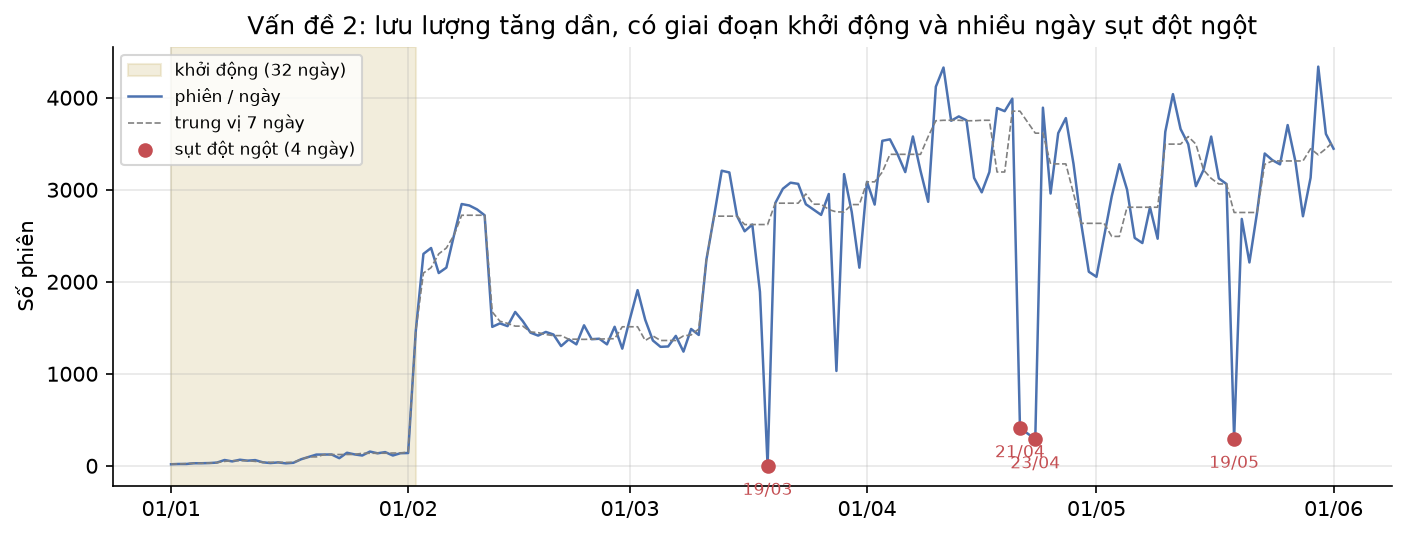 Vấn đề 2: lưu lượng tăng dần, có giai đoạn khởi động và nhiều ngày sụt đột ngột
khởi động (32 ngày)
phiên / ngày
trung vị 7 ngày
sụt đột ngột (4 ngày)
Số phiên
4000
3000
2000
1000
0
19/03
21/04
23/04
19/05
01/01
01/02
01/03
01/04
01/05
01/06